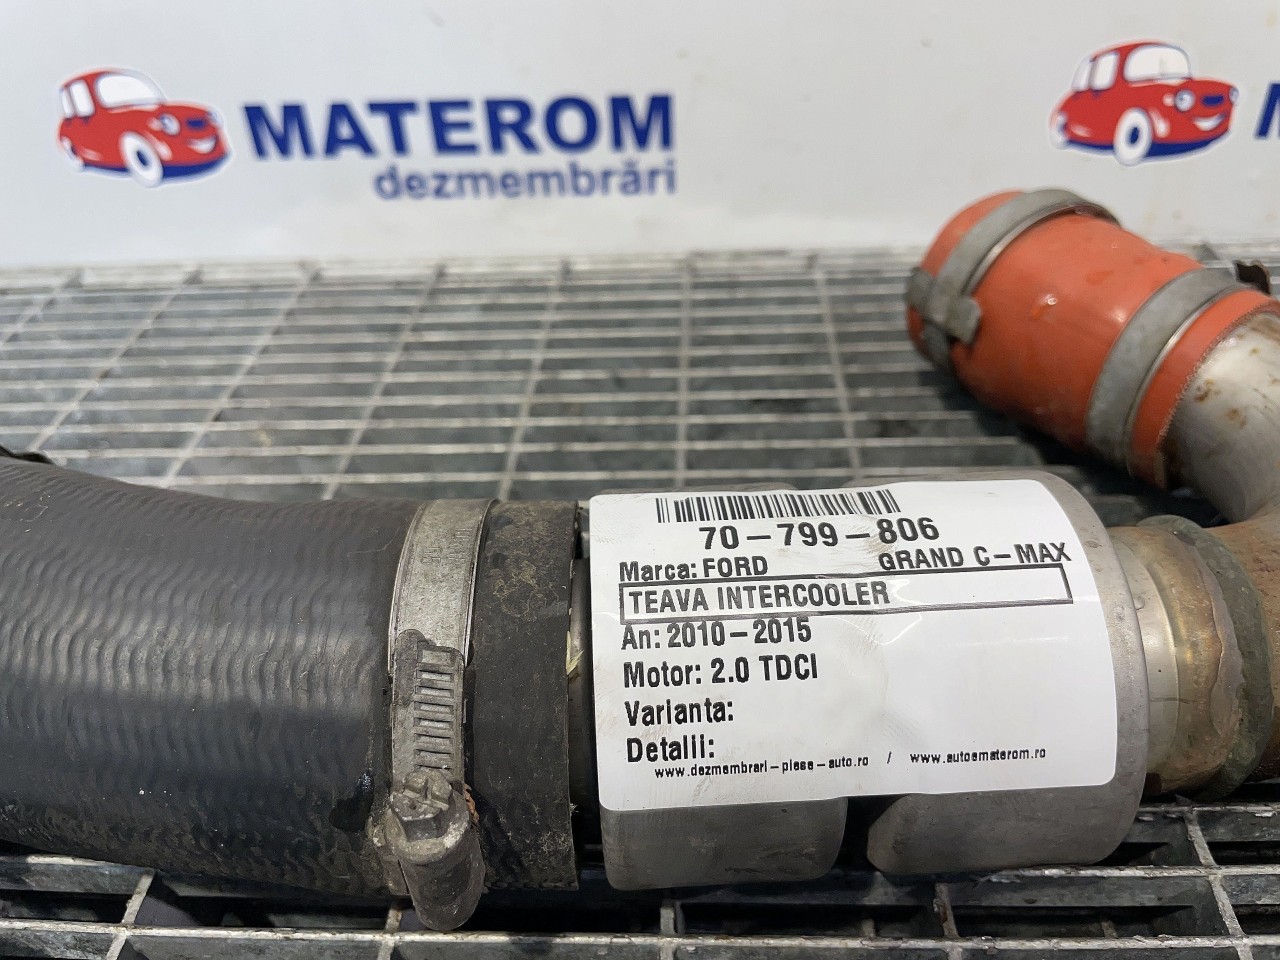 MATEROM
dezmembrări
70-799-806
Marca: FORD GRAND C-MAX
TEAVA INTERCOOLER
An: 2010-2015
Motor: 2.0 TDCI
Varianta:
Detalii:
www.dezmembrari-piese-auto.ro / www.autoematerom.ro